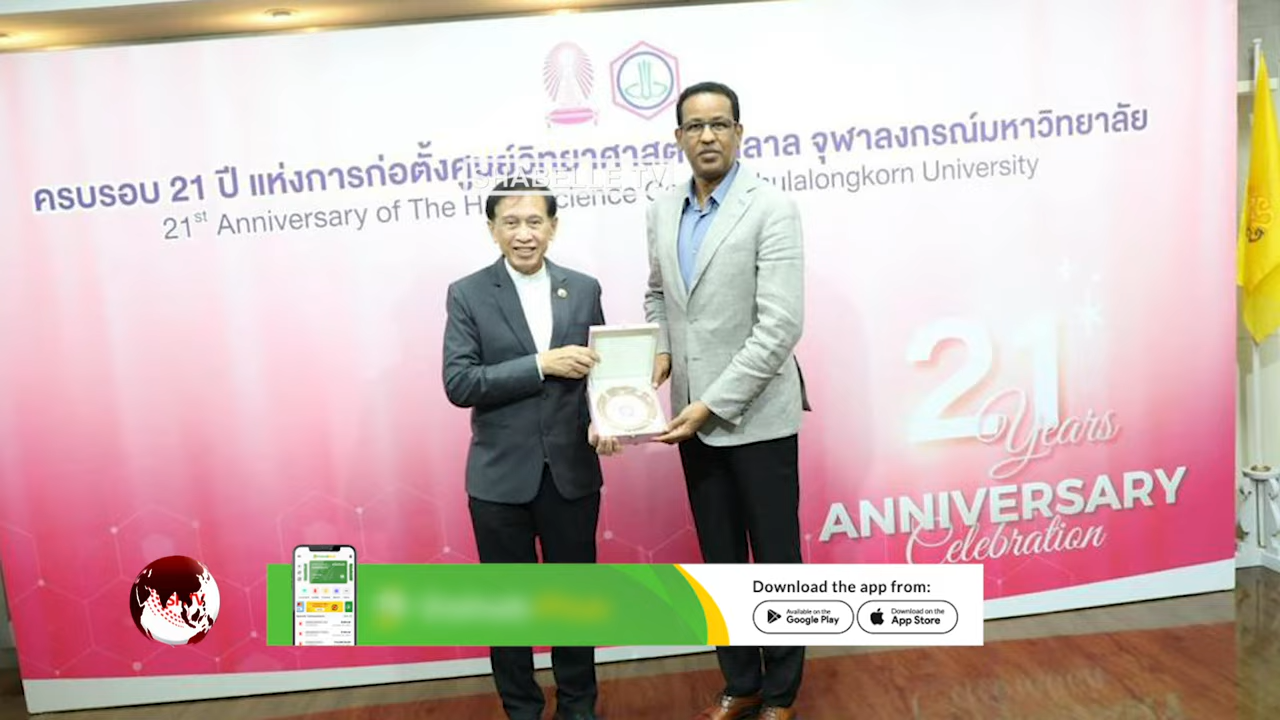 ครบรอบ 21 ปี แห่งการก่อตั้งศูนย์วิทยาศาสต ลาล จุฬาลงกรณ์มหาวิทยาลัย
SHABELLE TV
21st Anniversary of The H Science C hulalongkorn University
21
Years
ANNIVERSARY
Celebration
Download the app from:
Available on the
Google Play
Download on the
App Store